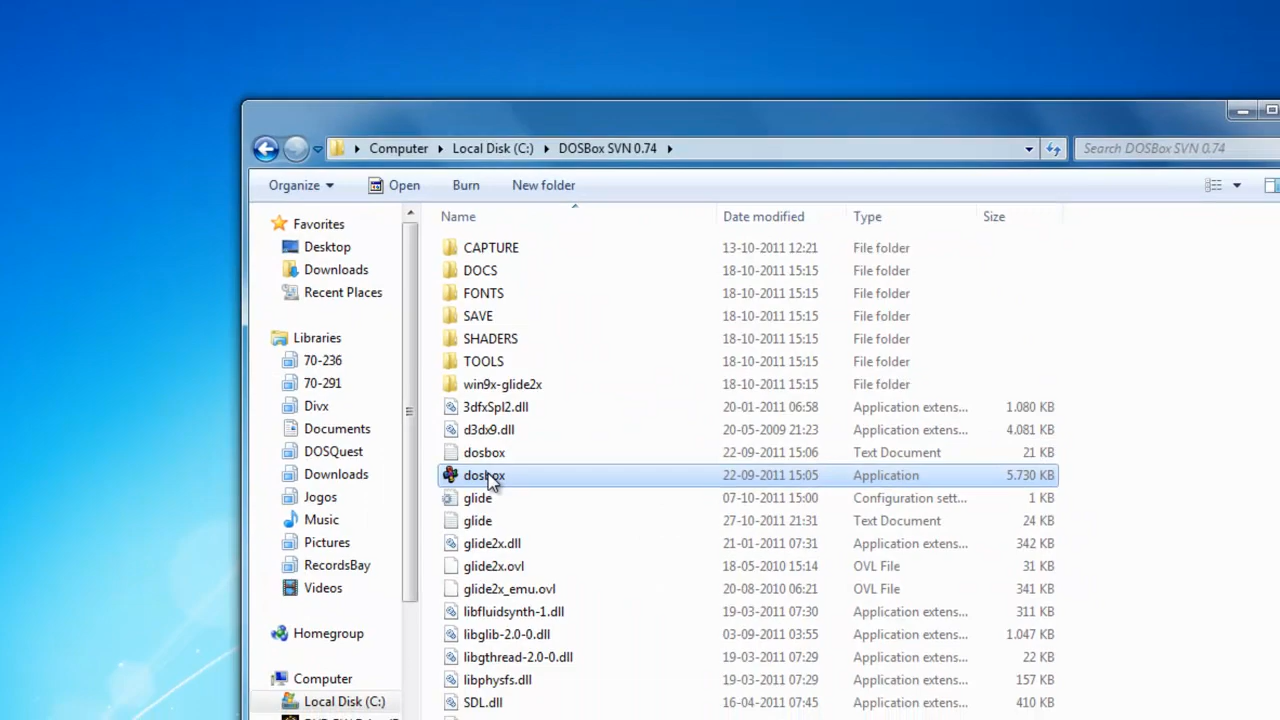 Computer Local Disk (C:) DOSBox SVN 0.74 Search DOSBox SVN 0.74
Organize Open Burn New folder
Name Date modified Type Size
Favorites
Desktop
Downloads
Recent Places
Libraries
70-236
70-291
Divx
Documents
DOSQuest
Downloads
Jogos
Music
Pictures
RecordsBay
Videos
Homegroup
Computer
Local Disk (C:)
CAPTURE 13-10-2011 12:21 File folder
DOCS 18-10-2011 15:15 File folder
FONTS 18-10-2011 15:15 File folder
SAVE 18-10-2011 15:15 File folder
SHADERS 18-10-2011 15:15 File folder
TOOLS 18-10-2011 15:15 File folder
win9x-glide2x 18-10-2011 15:15 File folder
3dfxSpl2.dll 20-01-2011 06:58 Application extens... 1.080 KB
d3dx9.dll 20-05-2009 21:23 Application extens... 4.081 KB
dosbox 22-09-2011 15:06 Text Document 21 KB
dosbox 22-09-2011 15:05 Application 5.730 KB
glide 07-10-2011 15:00 Configuration sett... 1 KB
glide 27-10-2011 21:31 Text Document 24 KB
glide2x.dll 21-01-2011 07:31 Application extens... 342 KB
glide2x.ovl 18-05-2010 15:14 OVL File 31 KB
glide2x_emu.ovl 20-08-2010 06:21 OVL File 341 KB
libfluidsynth-1.dll 19-03-2011 07:30 Application extens... 311 KB
libglib-2.0-0.dll 03-09-2011 03:55 Application extens... 1.047 KB
libgthread-2.0-0.dll 19-03-2011 07:29 Application extens... 22 KB
libphysfs.dll 19-03-2011 07:29 Application extens... 157 KB
SDL.dll 16-04-2011 07:45 Application extens... 410 KB